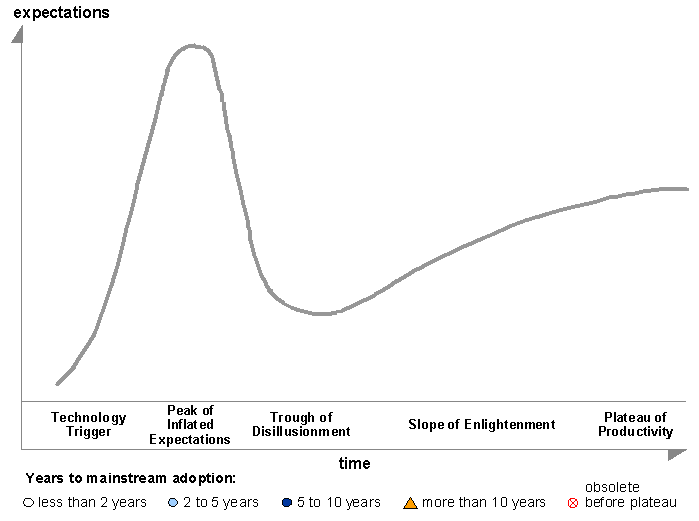 expectations
Technology
Trigger
Peak of
Inflated
Expectations
Trough of
Disillusionment
Slope of Enlightenment
Plateau of
Productivity
time
Years to mainstream adoption:
less than 2 years
2 to 5 years
5 to 10 years
more than 10 years
obsolete
before plateau